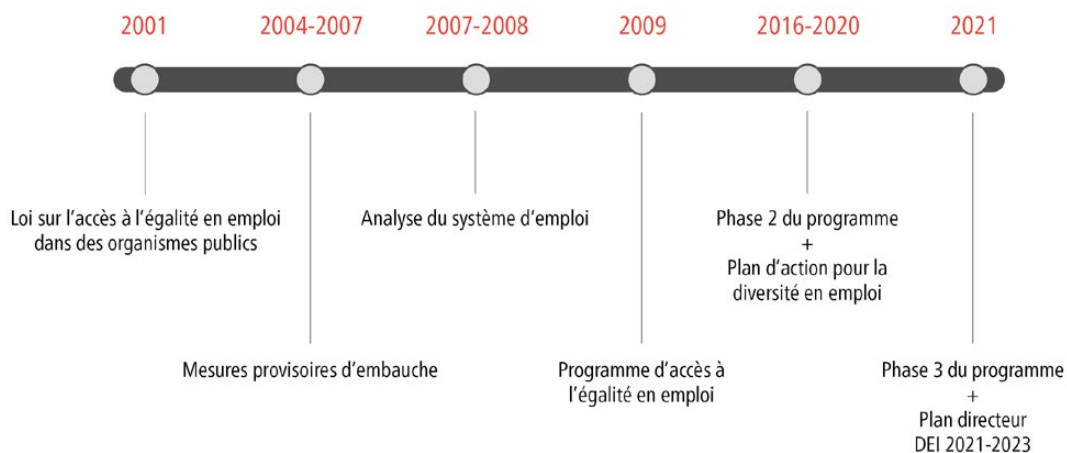 2001
2004-2007
2007-2008
2009
2016-2020
2021
Loi sur l'accès à l'égalité en emploi
dans des organismes publics
Analyse du système d'emploi
Phase 2 du programme
+
Plan d'action pour la
diversité en emploi
Mesures provisoires d'embauche
Programme d'accès à
l'égalité en emploi
Phase 3 du programme
+
Plan directeur
DEI 2021-2023